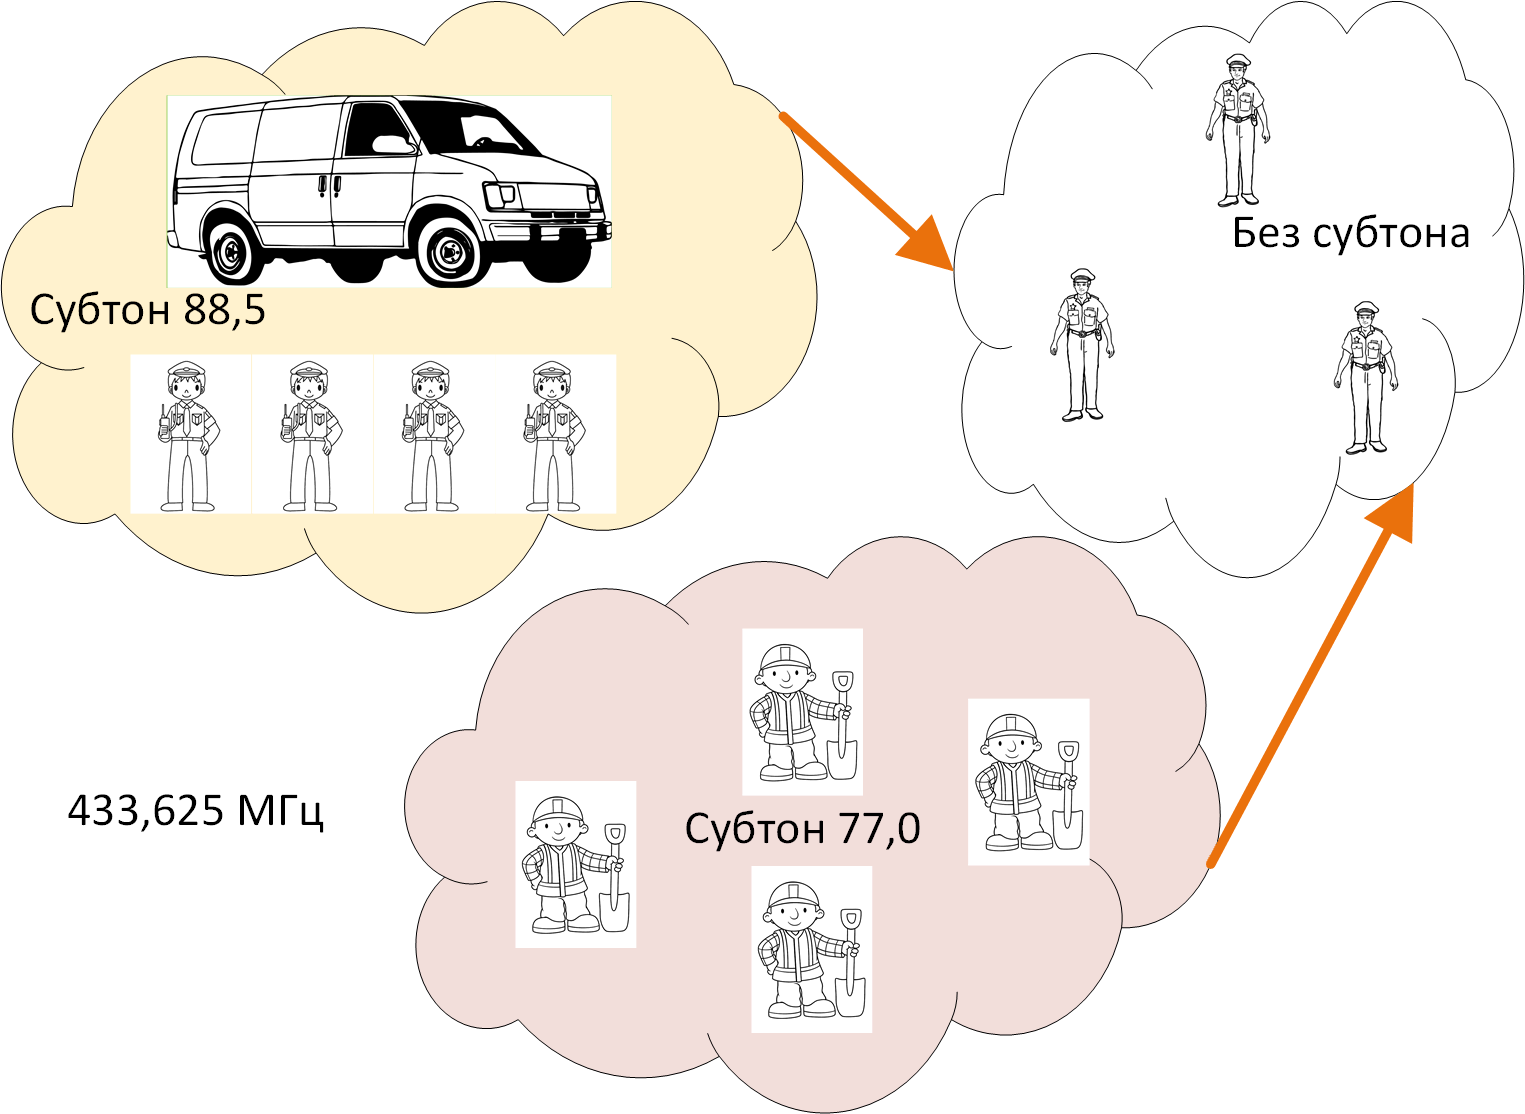 Без субтона
Субтон 88,5
433,625 МГц
Субтон 77,0